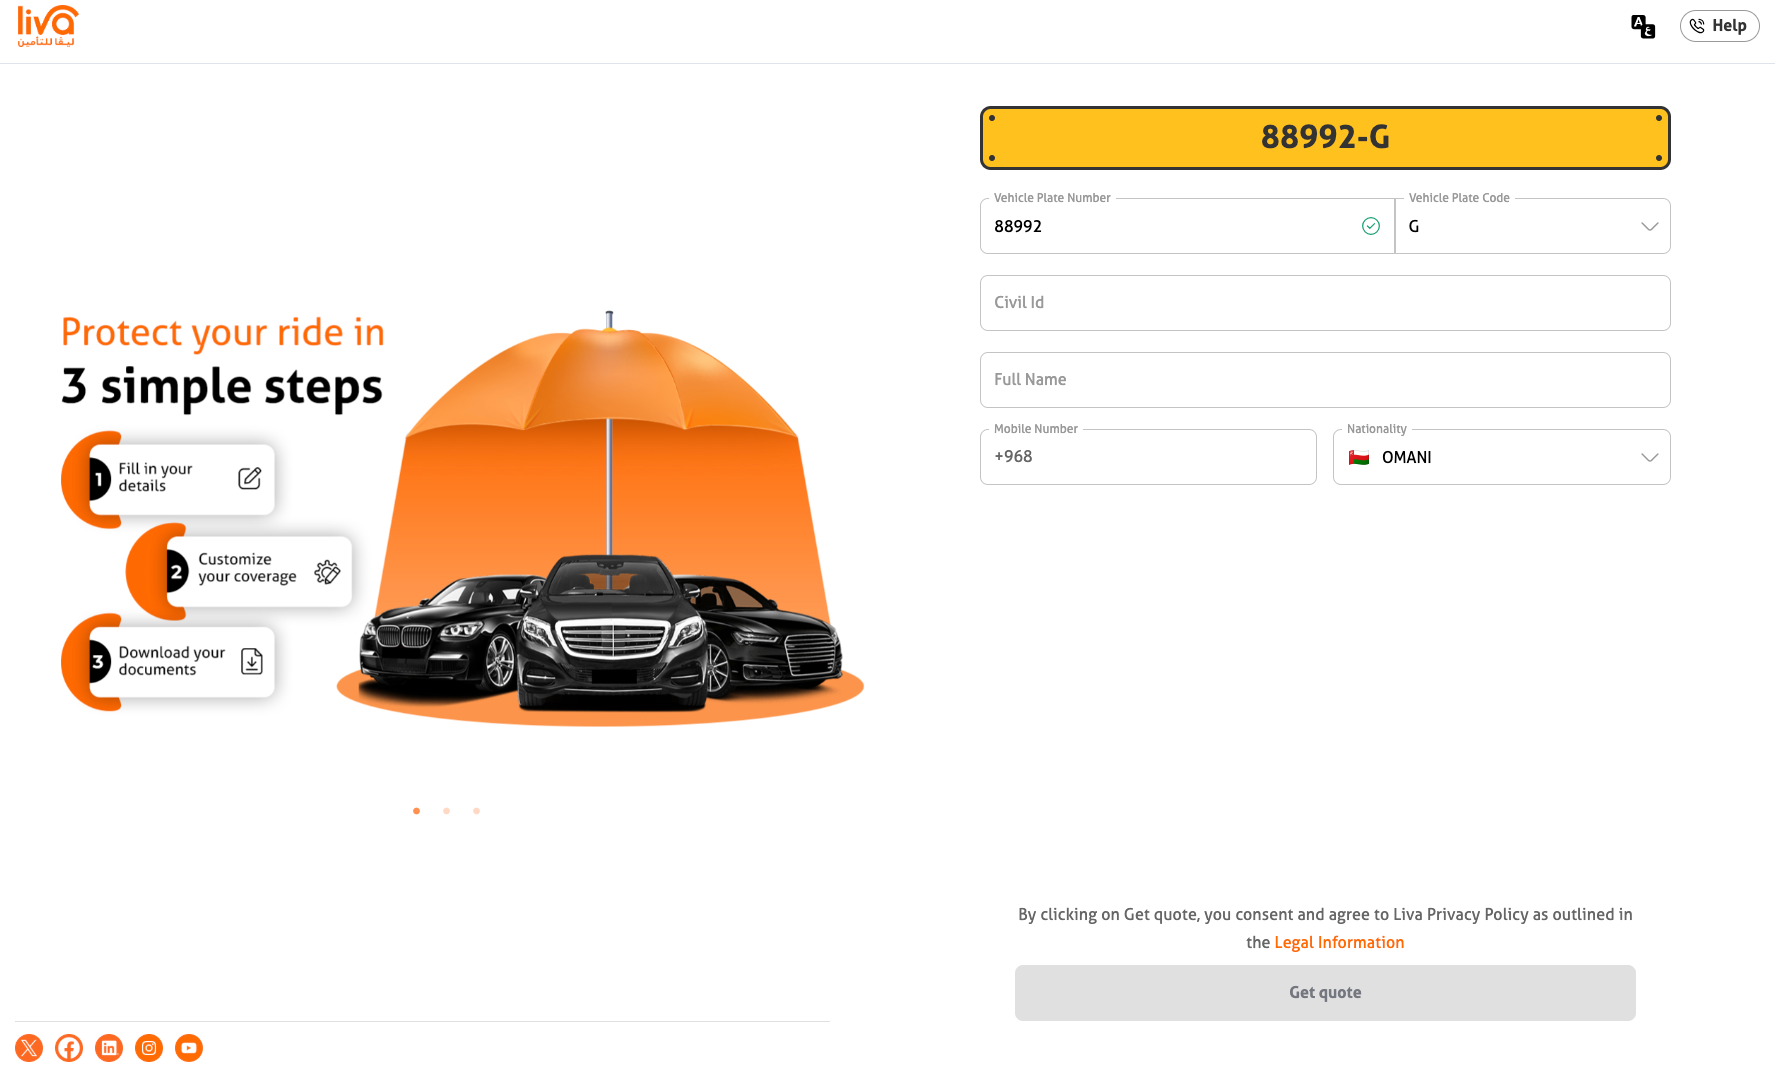 liva
ليڤا للتأمين
A ع
Help
88992-G
Vehicle Plate Number
88992
Vehicle Plate Code
G
Civil Id
Full Name
Mobile Number
+968
Nationality
OMANI
Protect your ride in
3 simple steps
1
Fill in your
details
2
Customize
your coverage
3
Download your
documents
By clicking on Get quote, you consent and agree to Liva Privacy Policy as outlined in
the Legal Information
Get quote